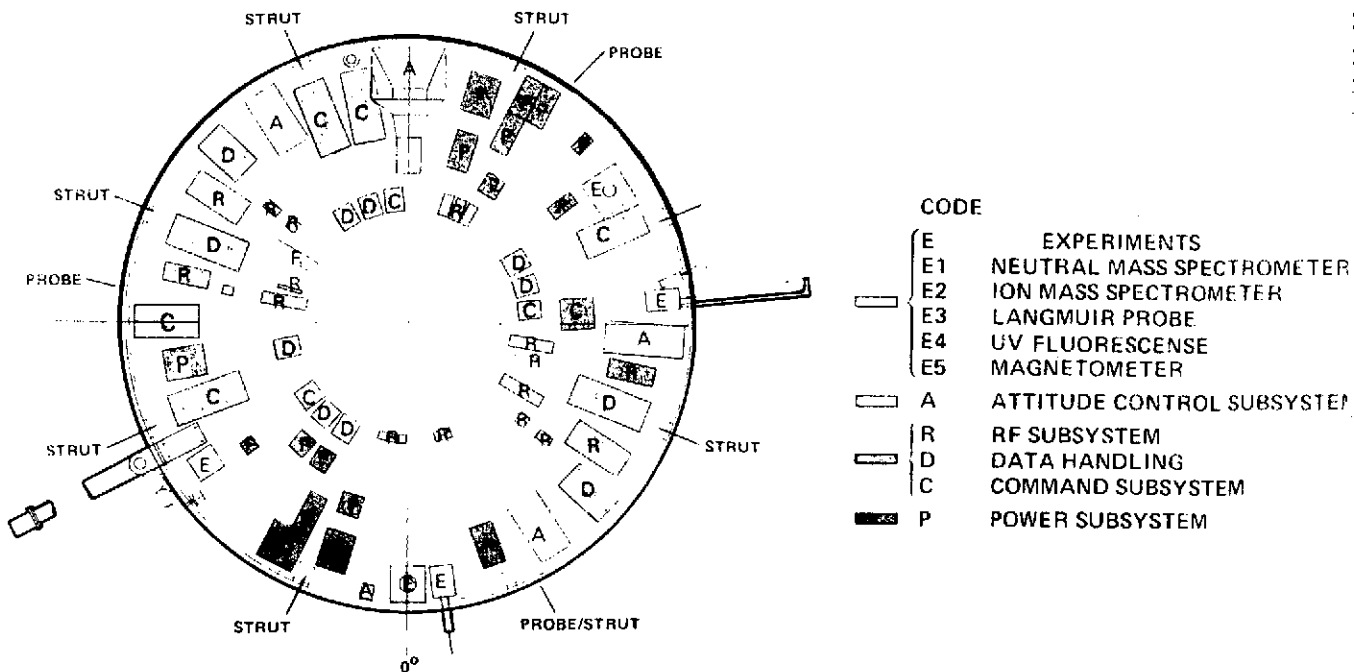 STRUT
STRUT
PROBE
A
A
C
C
P
P
D
E
R
D
D
C
R
STRUT
C
D
R
D
PROBE
R
R
D
E
R
C
C
C
A
D
R
P
R
R
C
R
D
C
D
D
R
STRUT
STRUT
E
D
A
E
A
STRUT
PROBE/STRUT
0°
CODE
E EXPERIMENTS
E1 NEUTRAL MASS SPECTROMETER
E2 ION MASS SPECTROMETER
E3 LANGMUIR PROBE
E4 UV FLUORESCENSE
E5 MAGNETOMETER
A ATTITUDE CONTROL SUBSYSTEM
R RF SUBSYSTEM
D DATA HANDLING
C COMMAND SUBSYSTEM
P POWER SUBSYSTEM